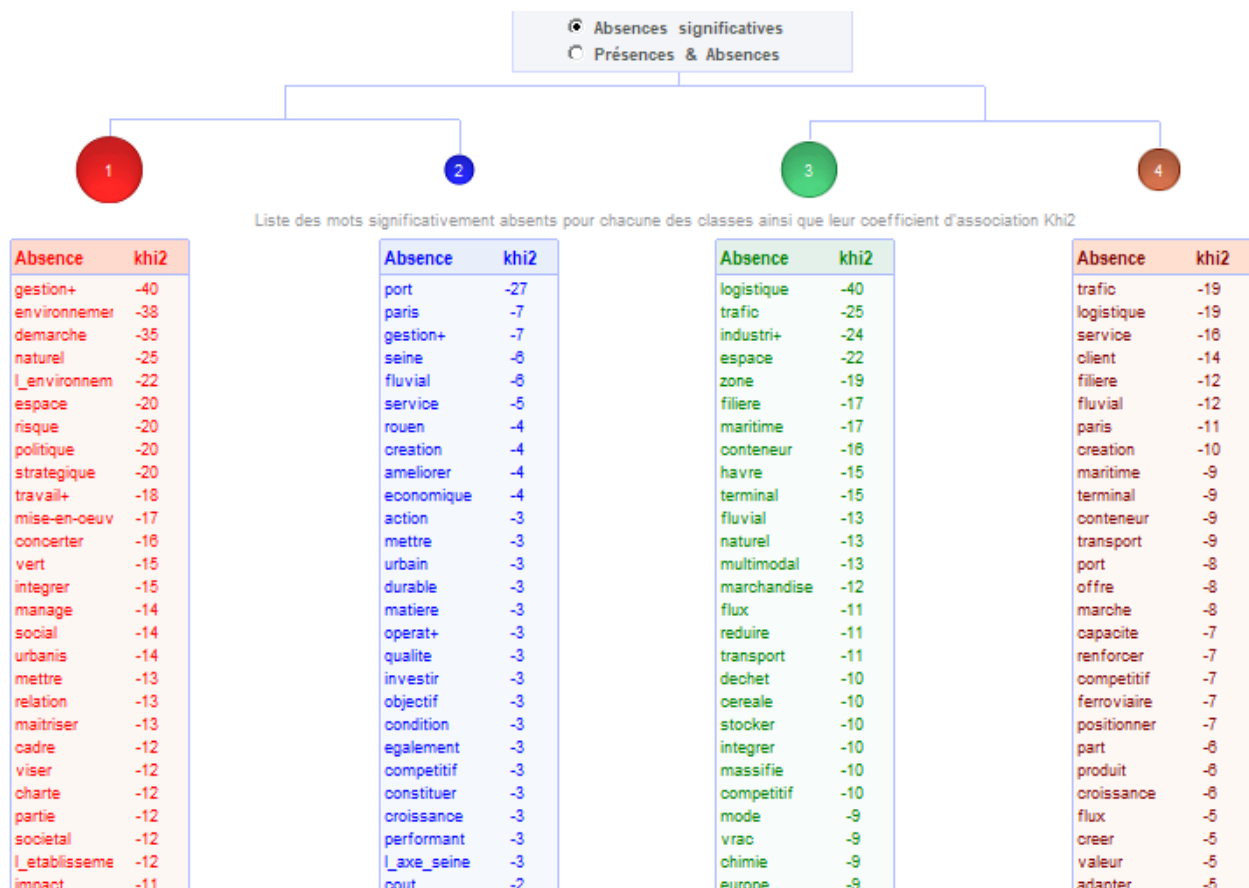 Absences significatives
Présences & Absences
1 2 3 4
Liste des mots significativement absents pour chacune des classes ainsi que leur coefficient d'association Khi2
Absence khi2 Absence khi2 Absence khi2 Absence khi2
gestion+ -40 port -27 logistique -40 trafic -19
environnemer -38 paris -7 trafic -25 logistique -19
demarche -35 gestion+ -7 industri+ -24 service -16
naturel -25 seine -6 espace -22 client -14
l_environnem -22 fluvial -6 zone -19 filiere -12
espace -20 service -5 filiere -17 fluvial -12
risque -20 rouen -4 maritime -17 paris -11
politique -20 creation -4 conteneur -16 creation -10
strategique -20 ameliorer -4 havre -15 maritime -9
travail+ -18 economique -4 terminal -15 terminal -9
mise-en-oeuv -17 action -3 fluvial -13 conteneur -9
concerter -16 mettre -3 naturel -13 transport -9
vert -15 urbain -3 multimodal -13 port -8
integrer -15 durable -3 marchandise -12 offre -8
manage -14 matiere -3 flux -11 marche -8
social -14 operat+ -3 reduire -11 capacite -7
urbanis -14 qualite -3 transport -11 renforcer -7
mettre -13 investir -3 dechet -10 competitif -7
relation -13 objectif -3 cereale -10 ferroviaire -7
maitriser -13 condition -3 stocker -10 positionner -7
cadre -12 egalement -3 integrer -10 part -6
viser -12 competitif -3 massifie -10 produit -6
charte -12 constituer -3 competitif -10 croissance -6
partie -12 croissance -3 mode -9 flux -5
societal -12 performant -3 vrac -9 creer -5
l_etablisseme -12 l_axe_seine -3 chimie -9 valeur -5
impact -11 cout -2 europe -9 adapter -5